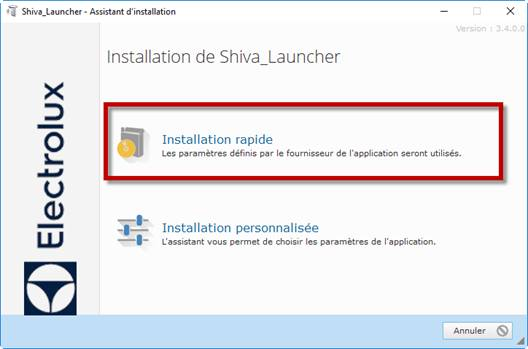 Shiva_Launcher - Assistant d'installation
Version : 3.4.0.0
Installation de Shiva_Launcher
Electrolux
Installation rapide
Les paramètres définis par le fournisseur de l'application seront utilisés.
Installation personnalisée
L'assistant vous permet de choisir les paramètres de l'application.
Annuler